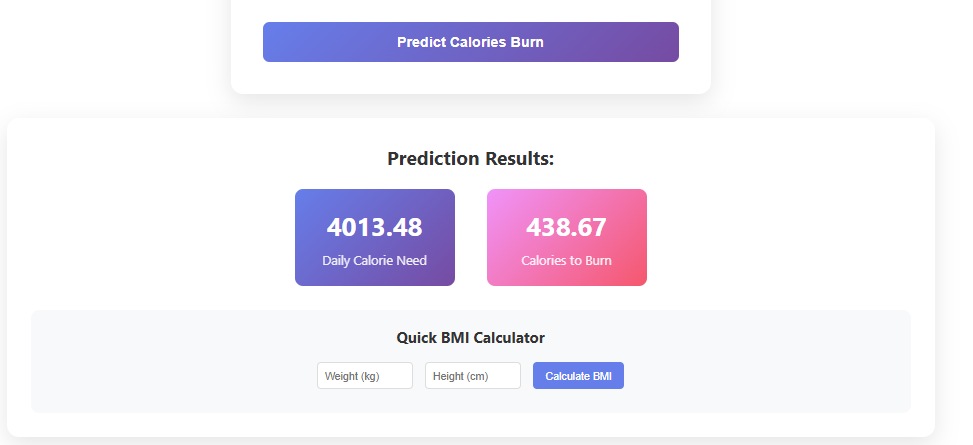 Predict Calories Burn
Prediction Results:
4013.48
Daily Calorie Need
438.67
Calories to Burn
Quick BMI Calculator
Weight (kg)
Height (cm)
Calculate BMI